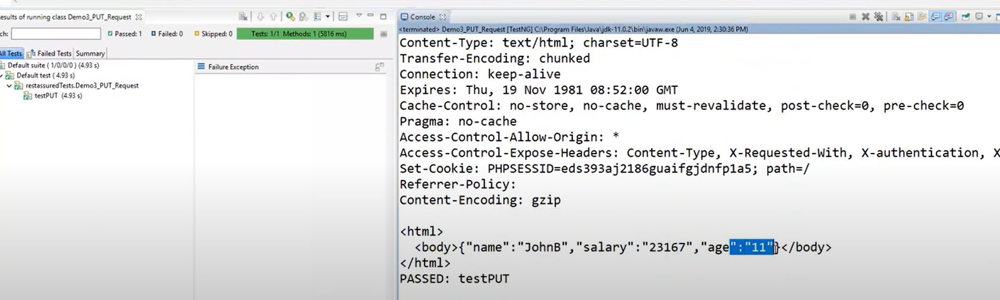 esults of running class Demo3_PUT_Request
ch:
Passed: 1
Failed: 0
Skipped: 0
Tests: 1/1 Methods: 1 (5816 ms)
All Tests
Failed Tests
Summary
Default suite ( 1/0/0/0 ) (4.93 s)
Default test ( 4.93 s)
restassuredTests.Demo3_PUT_Request
testPUT (4.93 s)
Failure Exception
Console
<terminated> Demo3_PUT_Request [TestNG] C:\Program Files\Java\jdk-11.0.2\bin\javaw.exe (Jun 4, 2019, 2:30:36 PM)
Content-Type: text/html; charset=UTF-8
Transfer-Encoding: chunked
Connection: keep-alive
Expires: Thu, 19 Nov 1981 08:52:00 GMT
Cache-Control: no-store, no-cache, must-revalidate, post-check=0, pre-check=0
Pragma: no-cache
Access-Control-Allow-Origin: *
Access-Control-Expose-Headers: Content-Type, X-Requested-With, X-authentication, X
Set-Cookie: PHPSESSID=eds393aj2186guaifgjdnfp1a5; path=/
Referrer-Policy:
Content-Encoding: gzip
<html>
<body>{"name":"JohnB","salary":"23167","age":"11"}</body>
</html>
PASSED: testPUT